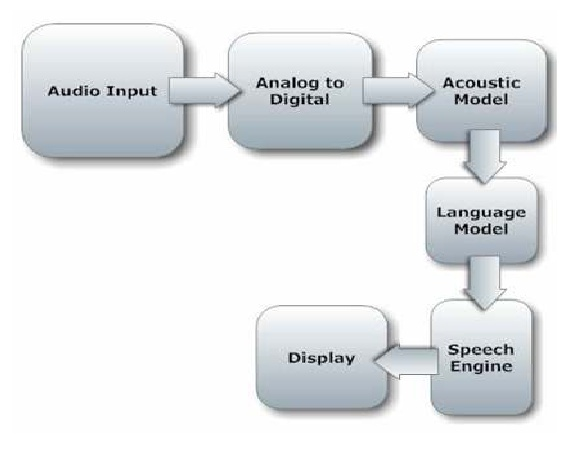 Audio Input
Analog to
Digital
Acoustic
Model
Language
Model
Speech
Engine
Display